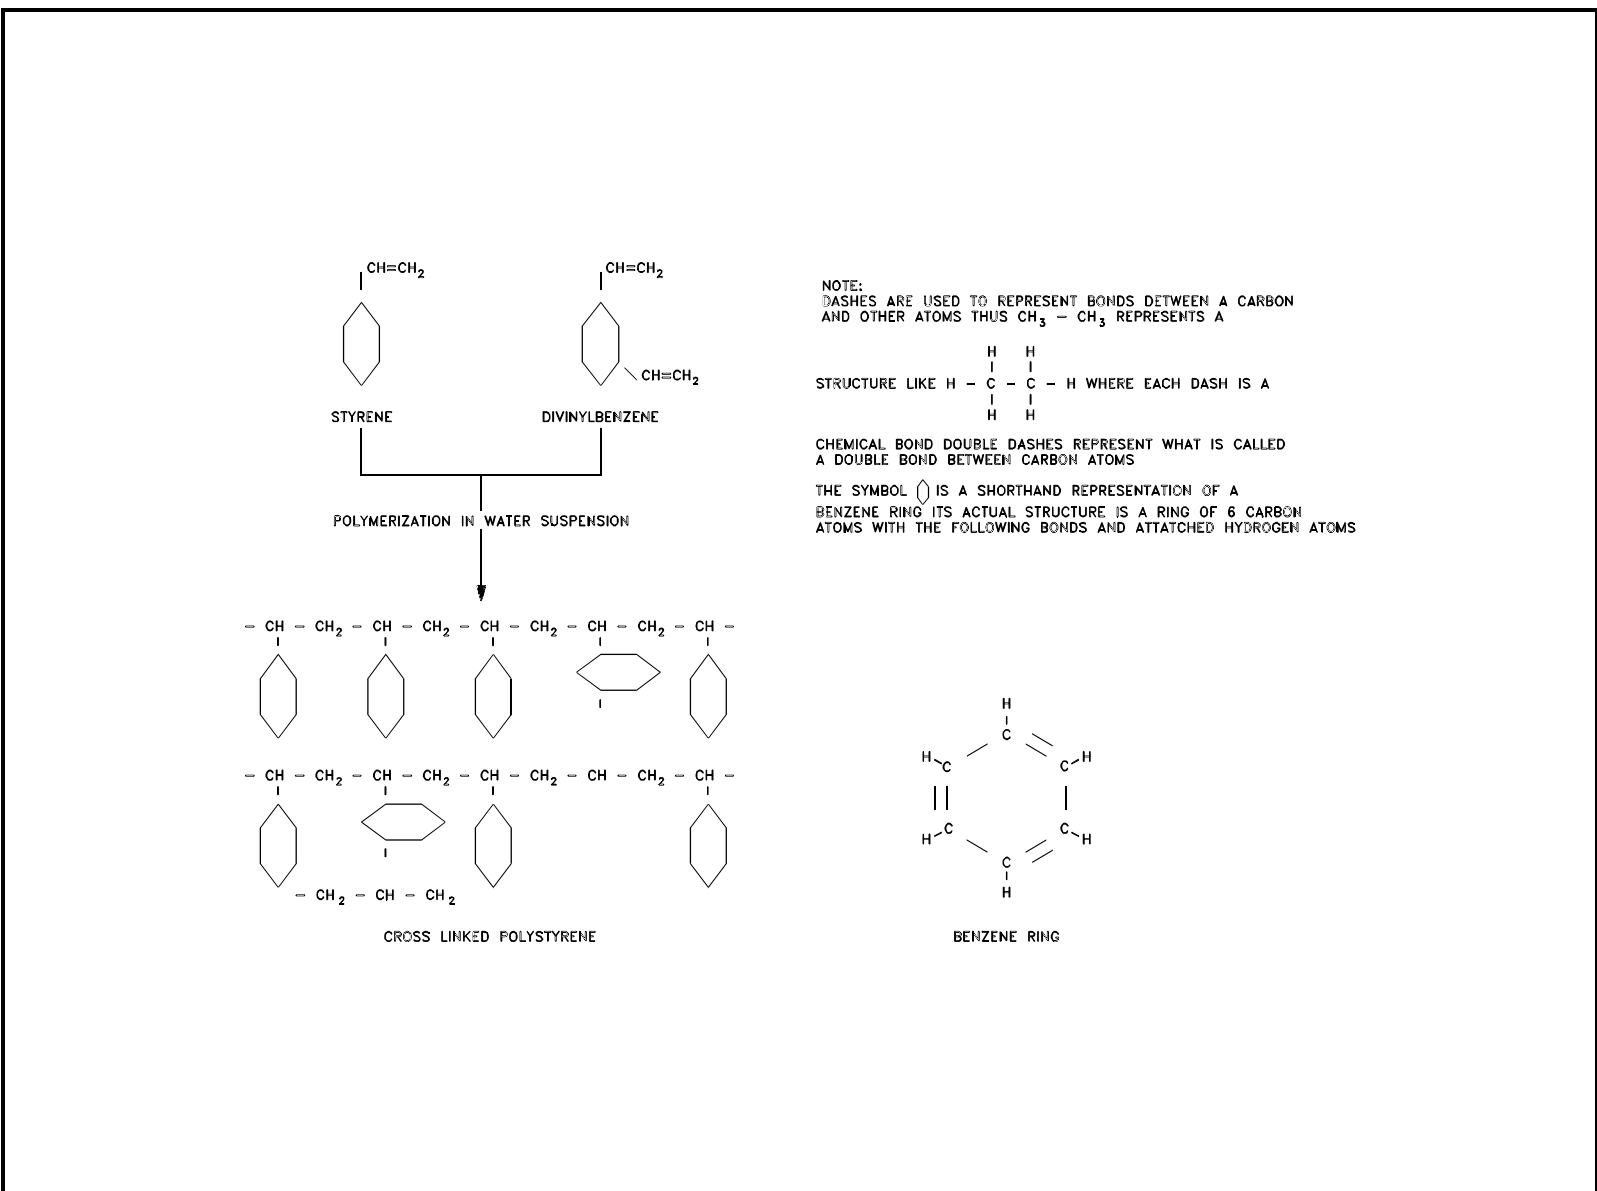 CH=CH₂
CH=CH₂
CH=CH₂
STYRENE
DIVINYLBENZENE
POLYMERIZATION IN WATER SUSPENSION
– CH – CH₂ – CH – CH₂ – CH – CH₂ – CH – CH₂ – CH –
– CH – CH₂ – CH – CH₂ – CH – CH₂ – CH – CH₂ – CH –
– CH₂ – CH – CH₂
CROSS LINKED POLYSTYRENE
NOTE:
DASHES ARE USED TO REPRESENT BONDS DETWEEN A CARBON
AND OTHER ATOMS THUS CH₃ – CH₃ REPRESENTS A
H H
STRUCTURE LIKE H – C – C – H WHERE EACH DASH IS A
H H
CHEMICAL BOND DOUBLE DASHES REPRESENT WHAT IS CALLED
A DOUBLE BOND BETWEEN CARBON ATOMS
THE SYMBOL IS A SHORTHAND REPRESENTATION OF A
BENZENE RING ITS ACTUAL STRUCTURE IS A RING OF 6 CARBON
ATOMS WITH THE FOLLOWING BONDS AND ATTATCHED HYDROGEN ATOMS
H
C
H C C H
H C C H
C
H
BENZENE RING